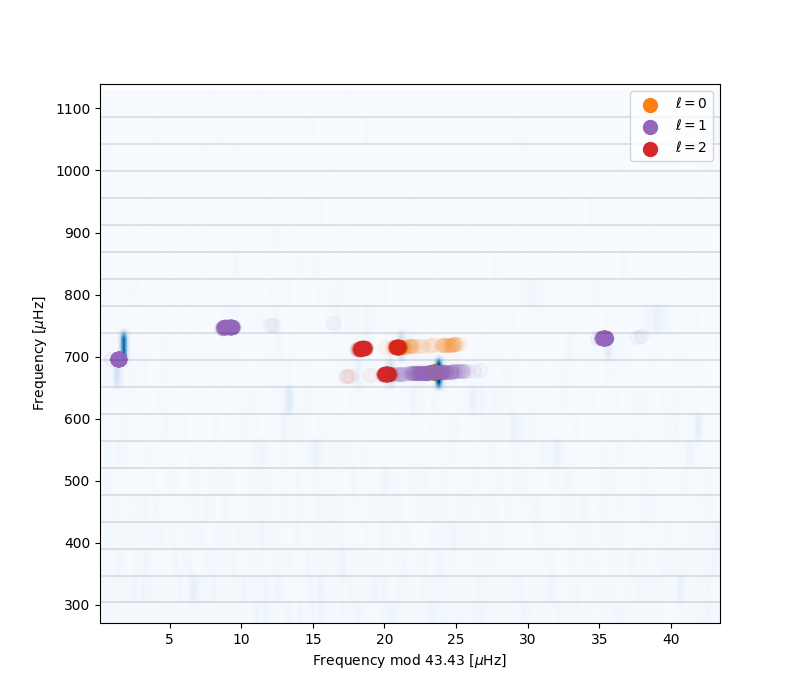 ℓ = 0
ℓ = 1
ℓ = 2
1100
1000
900
800
700
600
500
400
300
Frequency [μHz]
5 10 15 20 25 30 35 40
Frequency mod 43.43 [μHz]